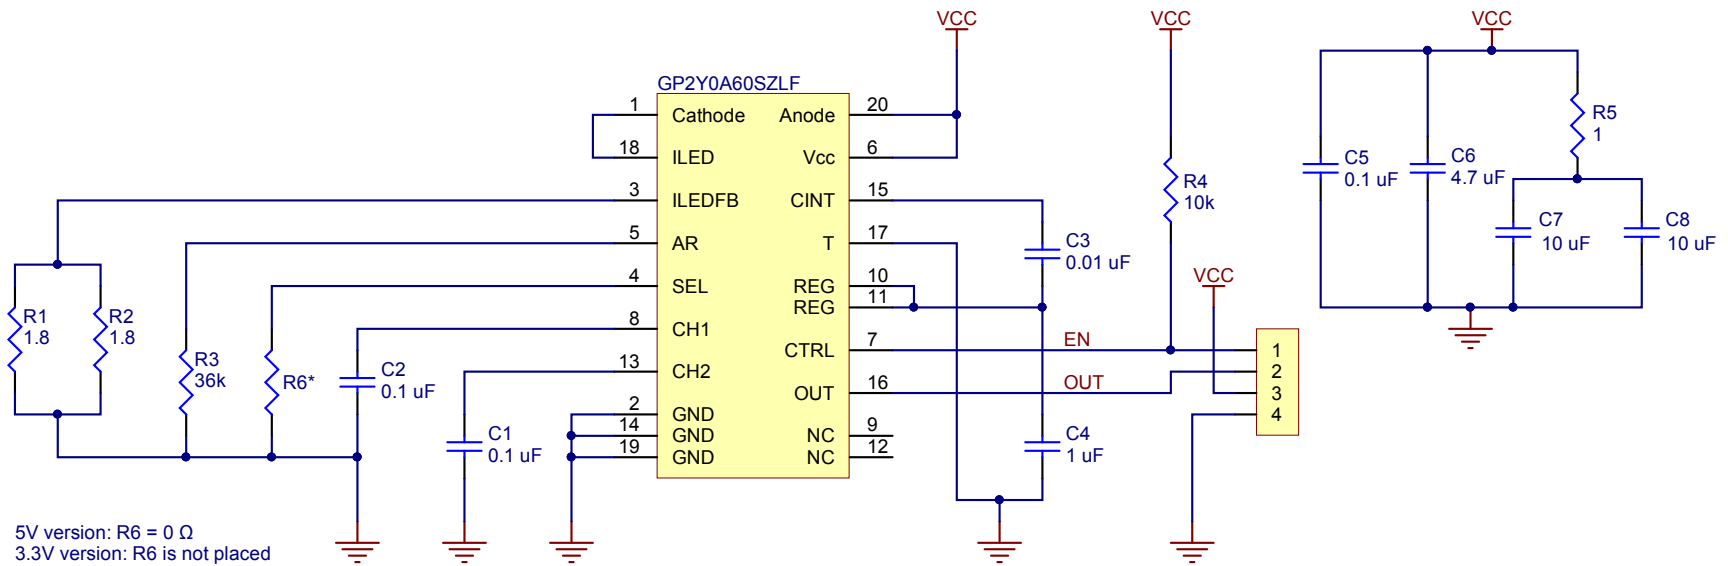 VCC
VCC
VCC
GP2Y0A60SZLF
1
Cathode
Anode
20
18
ILED
Vcc
6
3
ILEDFB
CINT
15
5
AR
T
17
4
SEL
REG
10
REG
11
8
CH1
CTRL
7
13
CH2
OUT
16
2
GND
14
GND
NC
9
19
GND
NC
12
R1
1.8
R2
1.8
R3
36k
R6*
C2
0.1 uF
C1
0.1 uF
C3
0.01 uF
C4
1 uF
EN
OUT
R4
10k
VCC
1
2
3
4
C5
0.1 uF
C6
4.7 uF
R5
1
C7
10 uF
C8
10 uF
5V version: R6 = 0 Ω
3.3V version: R6 is not placed